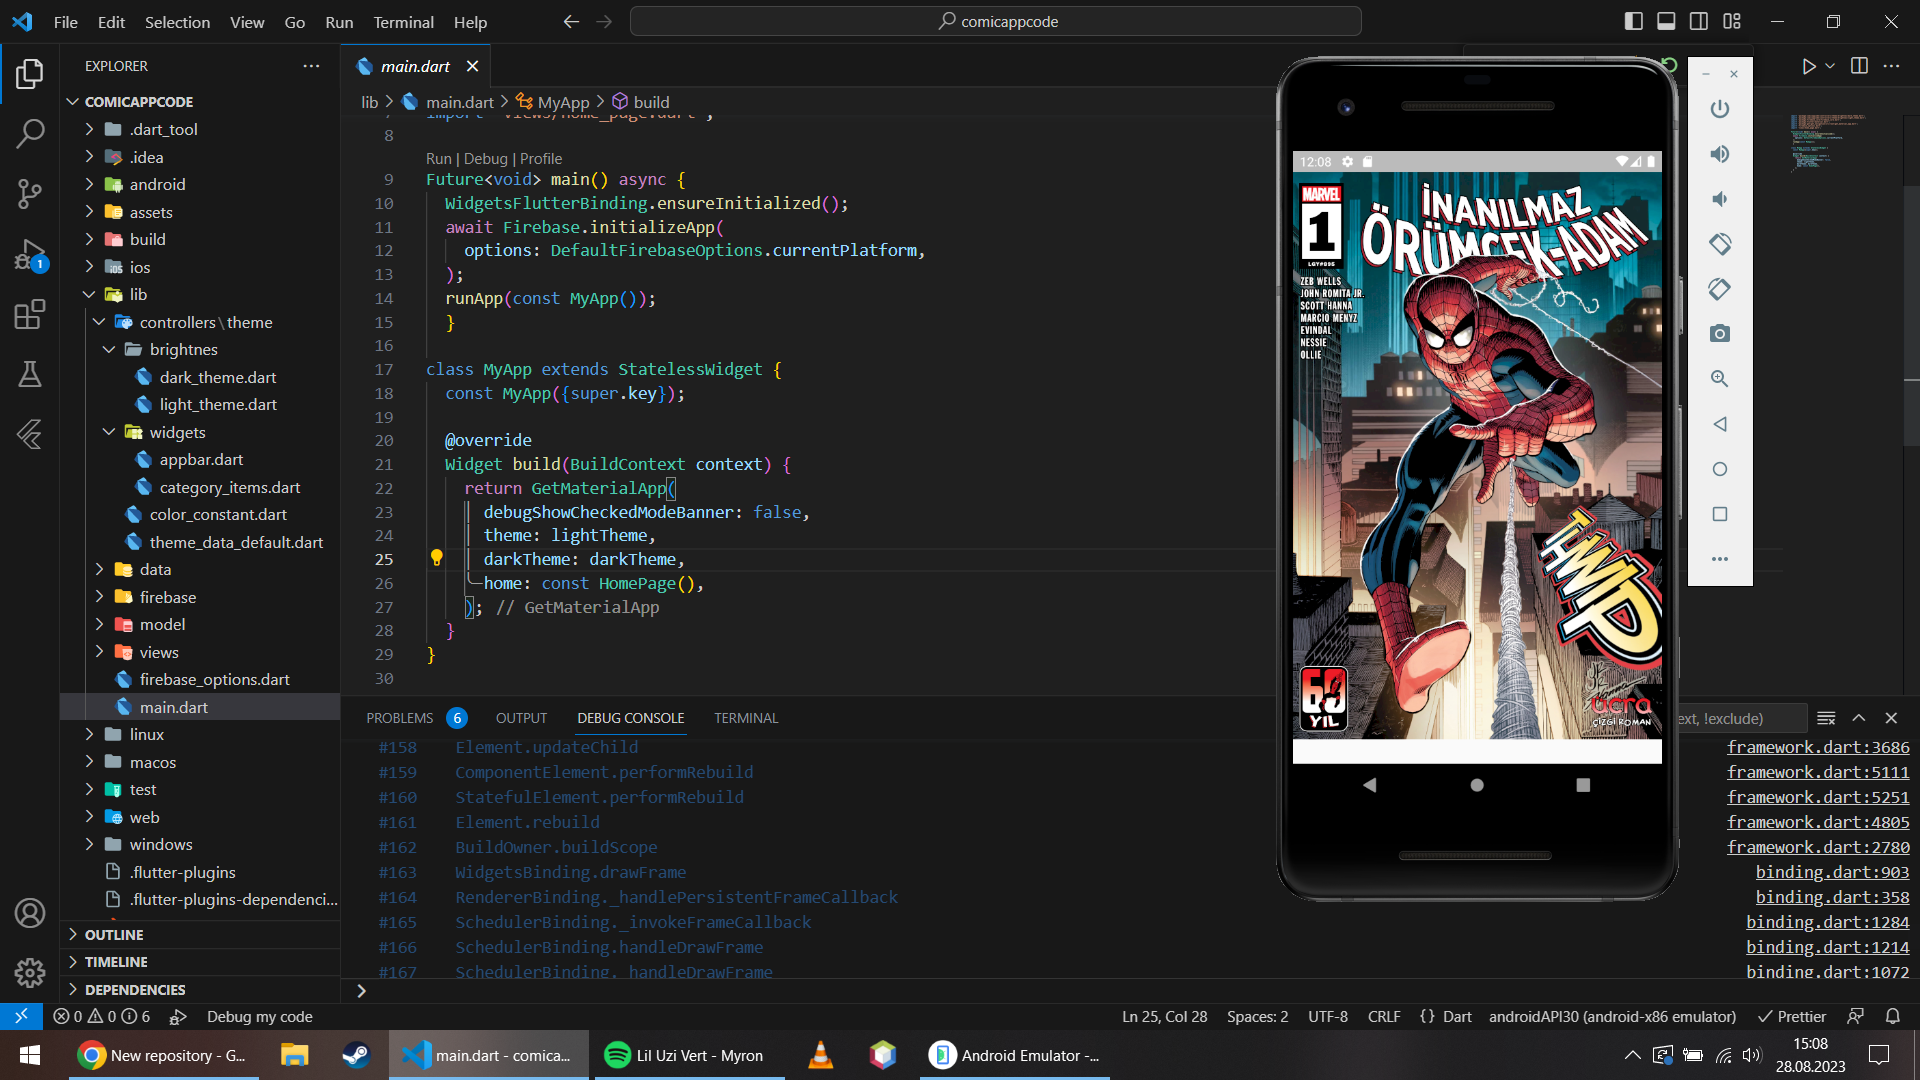 File Edit Selection View Go Run Terminal Help
comicappcode
EXPLORER
COMICAPPCODE
.dart_tool
.idea
android
assets
build
ios
lib
controllers\theme
brightnes
dark_theme.dart
light_theme.dart
widgets
appbar.dart
category_items.dart
color_constant.dart
theme_data_default.dart
data
firebase
model
views
firebase_options.dart
main.dart
linux
macos
test
web
windows
.flutter-plugins
.flutter-plugins-dependenci...
OUTLINE
TIMELINE
DEPENDENCIES
main.dart
lib > main.dart > MyApp > build
7 import 'views/home_page.dart';
8
Run | Debug | Profile
9 Future<void> main() async {
10 WidgetsFlutterBinding.ensureInitialized();
11 await Firebase.initializeApp(
12 options: DefaultFirebaseOptions.currentPlatform,
13 );
14 runApp(const MyApp());
15 }
16
17 class MyApp extends StatelessWidget {
18 const MyApp({super.key});
19
20 @override
21 Widget build(BuildContext context) {
22 return GetMaterialApp(
23 debugShowCheckedModeBanner: false,
24 theme: lightTheme,
25 darkTheme: darkTheme,
26 home: const HomePage(),
27 ); // GetMaterialApp
28 }
29 }
30
PROBLEMS 6 OUTPUT DEBUG CONSOLE TERMINAL
ext, !exclude)
#158 Element.updateChild framework.dart:3686
#159 ComponentElement.performRebuild framework.dart:5111
#160 StatefulElement.performRebuild framework.dart:5251
#161 Element.rebuild framework.dart:4805
#162 BuildOwner.buildScope framework.dart:2780
#163 WidgetsBinding.drawFrame binding.dart:903
#164 RendererBinding._handlePersistentFrameCallback binding.dart:358
#165 SchedulerBinding._invokeFrameCallback binding.dart:1284
#166 SchedulerBinding.handleDrawFrame binding.dart:1214
#167 SchedulerBinding._handleDrawFrame binding.dart:1072
12:08
MARVEL
1
LGY#895
İNANILMAZ
ÖRÜMCEK-ADAM
ZEB WELLS
JOHN ROMITA JR.
SCOTT HANNA
MARCIO MENYZ
EVINDAL
NESSIE
OLLIE
THWIP
60
YIL
GCRA
ÇİZGİ ROMAN
1
0 0 6 Debug my code
Ln 25, Col 28 Spaces: 2 UTF-8 CRLF {} Dart androidAPI30 (android-x86 emulator) Prettier
New repository - G...
main.dart - comica...
Lil Uzi Vert - Myron
Android Emulator -...
15:08
28.08.2023